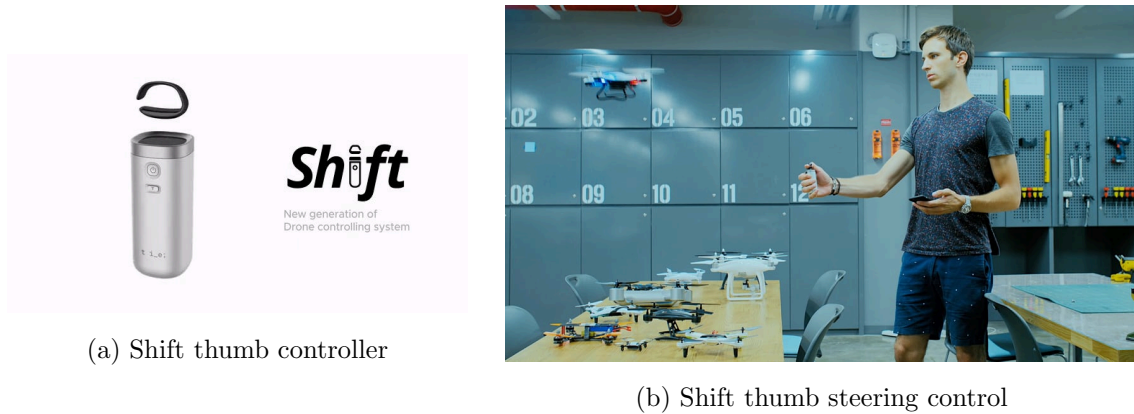 Shift
New generation of
Drone controlling system
(a) Shift thumb controller
02 03 04 05 06
08 09 10 11 12
(b) Shift thumb steering control